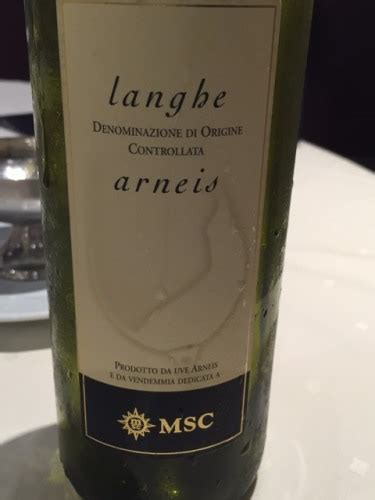 langhe
DENOMINAZIONE DI ORIGINE
CONTROLLATA
arneis
PRODOTTO DA UVE ARNEIS
E DA VENDEMMIA DEDICATA A
MSC